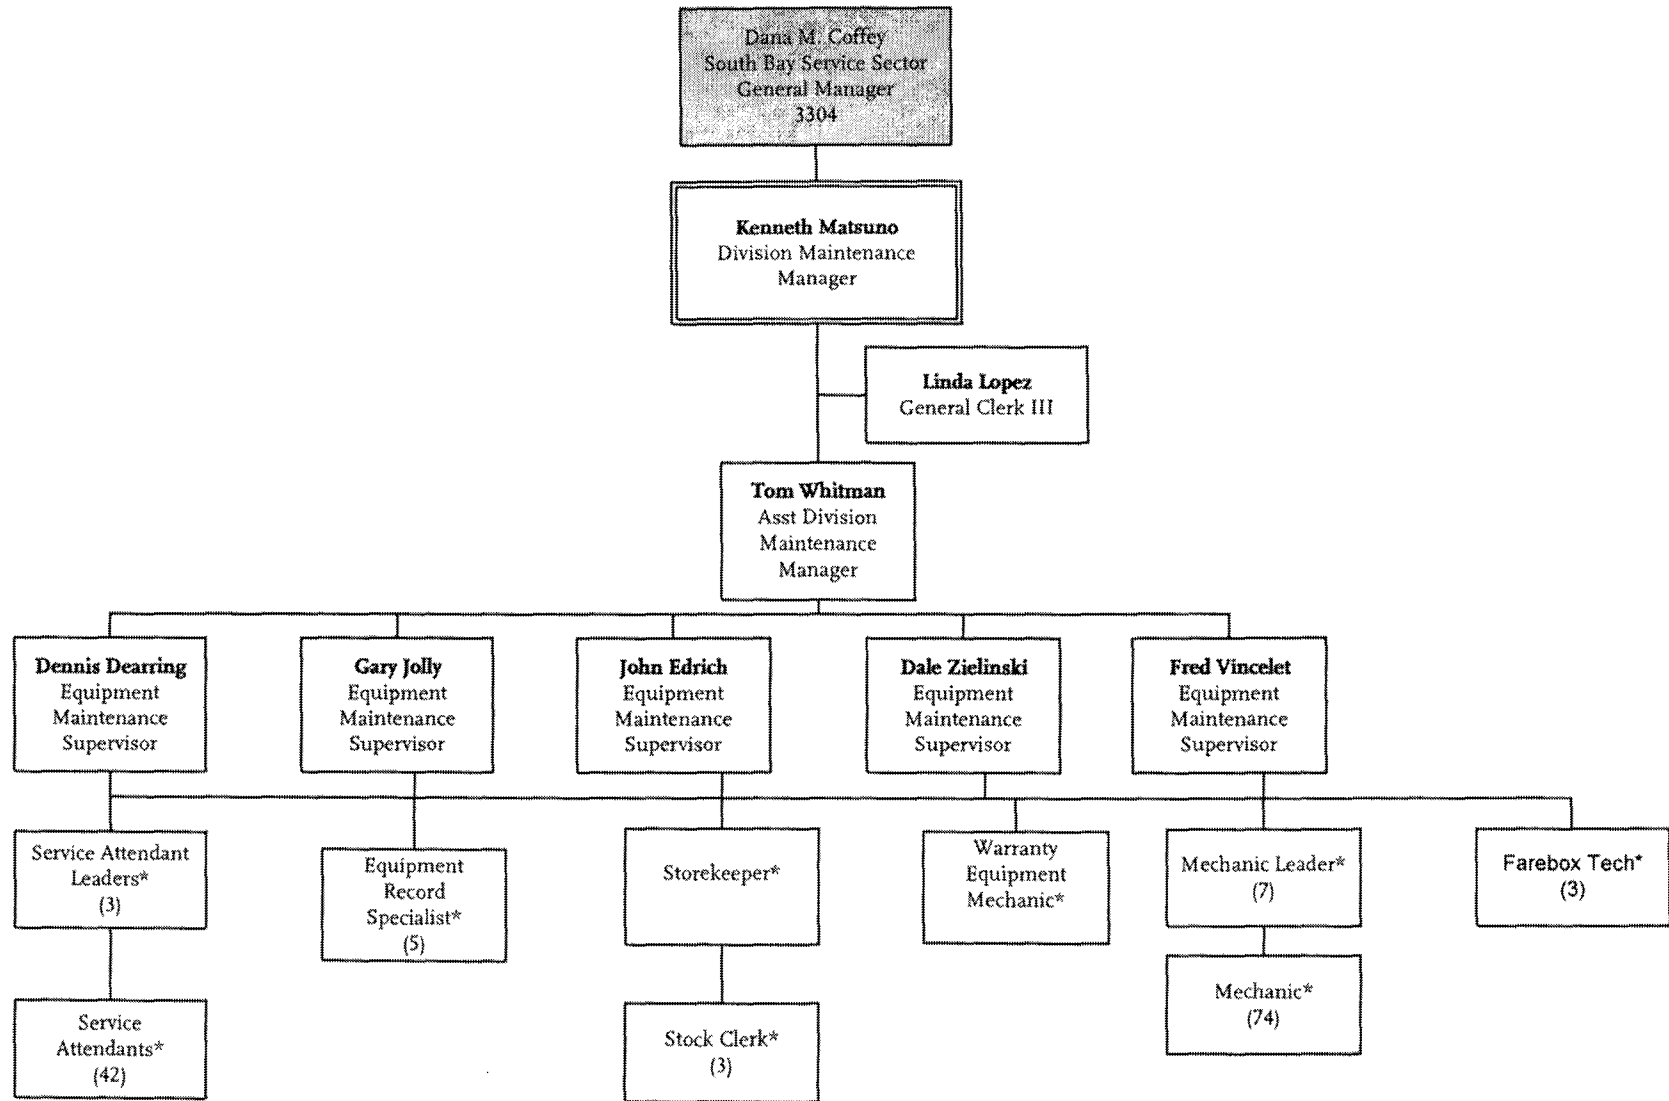 Dana M. Coffey
South Bay Service Sector
General Manager
3304
Kenneth Matsuno
Division Maintenance
Manager
Linda Lopez
General Clerk III
Tom Whitman
Asst Division
Maintenance
Manager
Dennis Dearring
Equipment
Maintenance
Supervisor
Gary Jolly
Equipment
Maintenance
Supervisor
John Edrich
Equipment
Maintenance
Supervisor
Dale Zielinski
Equipment
Maintenance
Supervisor
Fred Vincelet
Equipment
Maintenance
Supervisor
Service Attendant
Leaders*
(3)
Equipment
Record
Specialist*
(5)
Storekeeper*
Warranty
Equipment
Mechanic*
Mechanic Leader*
(7)
Farebox Tech*
(3)
Service
Attendants*
(42)
Stock Clerk*
(3)
Mechanic*
(74)